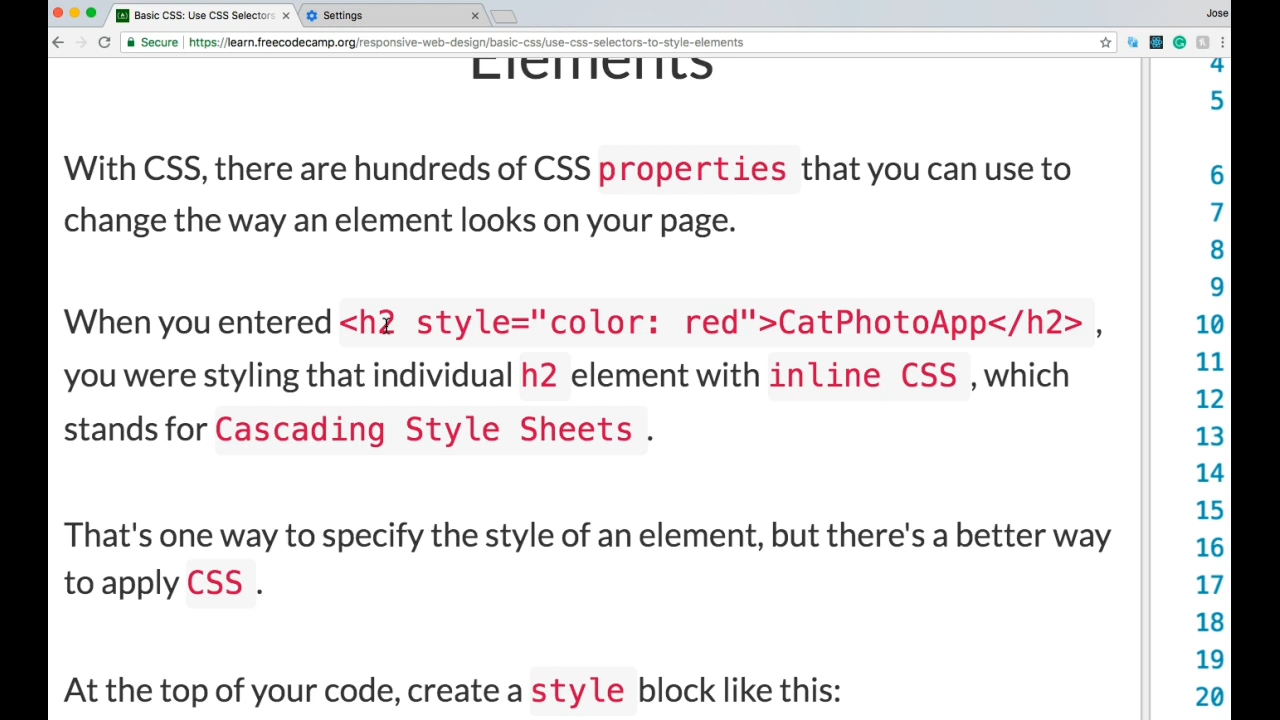 Basic CSS: Use CSS Selectors
Settings
Jose
Secure https://learn.freecodecamp.org/responsive-web-design/basic-css/use-css-selectors-to-style-elements
Elements
With CSS, there are hundreds of CSS properties that you can use to
change the way an element looks on your page.
When you entered <h2 style="color: red">CatPhotoApp</h2> ,
you were styling that individual h2 element with inline CSS , which
stands for Cascading Style Sheets .
That's one way to specify the style of an element, but there's a better way
to apply CSS .
At the top of your code, create a style block like this:
4
5
6
7
8
9
10
11
12
13
14
15
16
17
18
19
20